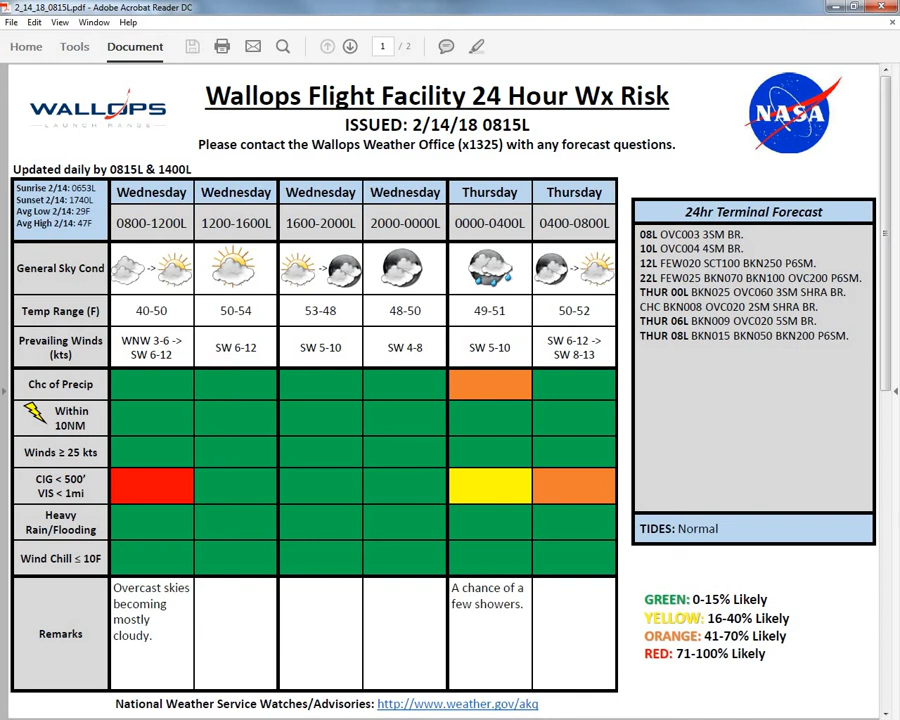 2_14_18_0815L.pdf - Adobe Acrobat Reader DC
File Edit View Window Help
Home Tools Document 1 / 2
WALLOPS
LAUNCH RANGE
Wallops Flight Facility 24 Hour Wx Risk
NASA
ISSUED: 2/14/18 0815L
Please contact the Wallops Weather Office (x1325) with any forecast questions.
Updated daily by 0815L & 1400L
Sunrise 2/14: 0653L
Sunset 2/14: 1740L
Avg Low 2/14: 29F
Avg High 2/14: 47F
Wednesday Wednesday Wednesday Wednesday Thursday Thursday
0800-1200L 1200-1600L 1600-2000L 2000-0000L 0000-0400L 0400-0800L
General Sky Cond -> -> ->
Temp Range (F) 40-50 50-54 53-48 48-50 49-51 50-52
Prevailing Winds (kts) WNW 3-6 -> SW 6-12 SW 6-12 SW 5-10 SW 4-8 SW 5-10 SW 6-12 -> SW 8-13
Chc of Precip
Within
10NM
Winds ≥ 25 kts
CIG < 500'
VIS < 1mi
Heavy
Rain/Flooding
Wind Chill ≤ 10F
Remarks
Overcast skies
becoming
mostly
cloudy.
A chance of a
few showers.
24hr Terminal Forecast
08L OVC003 3SM BR.
10L OVC004 4SM BR.
12L FEW020 SCT100 BKN250 P6SM.
22L FEW025 BKN070 BKN100 OVC200 P6SM.
THUR 00L BKN025 OVC060 3SM SHRA BR.
CHC BKN008 OVC020 2SM SHRA BR.
THUR 06L BKN009 OVC020 5SM BR.
THUR 08L BKN015 BKN050 BKN200 P6SM.
TIDES: Normal
GREEN: 0-15% Likely
YELLOW: 16-40% Likely
ORANGE: 41-70% Likely
RED: 71-100% Likely
National Weather Service Watches/Advisories: http://www.weather.gov/akq